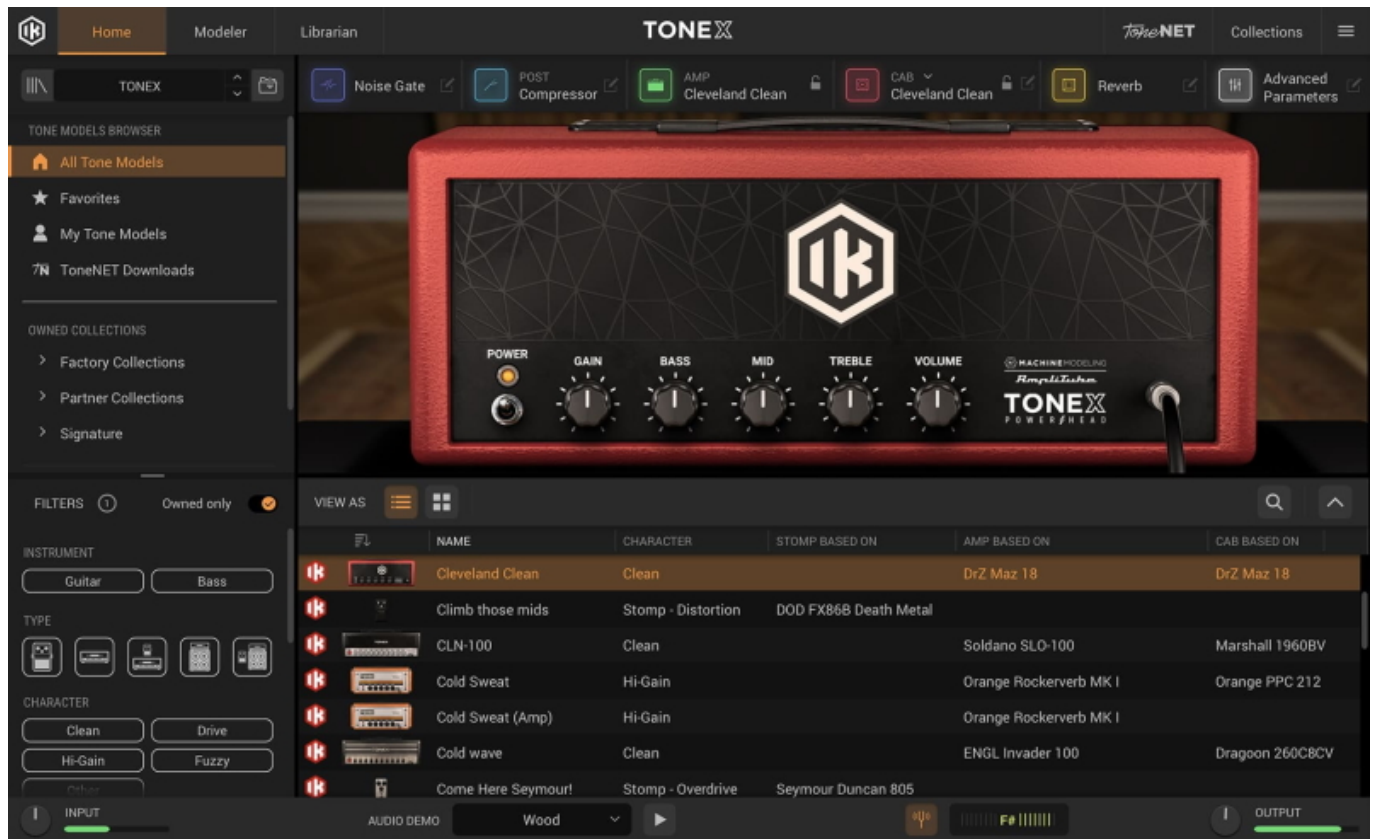 Home
Modeler
Librarian
TONEX
ToneNET
Collections
TONEX
Noise Gate
POST
Compressor
AMP
Cleveland Clean
CAB
Cleveland Clean
Reverb
Advanced
Parameters
TONE MODELS BROWSER
All Tone Models
Favorites
My Tone Models
TN ToneNET Downloads
OWNED COLLECTIONS
Factory Collections
Partner Collections
Signature
IK
POWER
GAIN
BASS
MID
TREBLE
VOLUME
MACHINE MODELING
AmpliTube
TONEX
POWERHEAD
FILTERS 1
Owned only
INSTRUMENT
Guitar
Bass
TYPE
CHARACTER
Clean
Drive
Hi-Gain
Fuzzy
Other
VIEW AS
NAME CHARACTER STOMP BASED ON AMP BASED ON CAB BASED ON
Cleveland Clean Clean DrZ Maz 18 DrZ Maz 18
Climb those mids Stomp - Distortion DOD FX86B Death Metal
CLN-100 Clean Soldano SLO-100 Marshall 1960BV
Cold Sweat Hi-Gain Orange Rockerverb MK I Orange PPC 212
Cold Sweat (Amp) Hi-Gain Orange Rockerverb MK I
Cold wave Clean ENGL Invader 100 Dragoon 260C8CV
Come Here Seymour! Stomp - Overdrive Seymour Duncan 805
INPUT
AUDIO DEMO
Wood
F#
OUTPUT